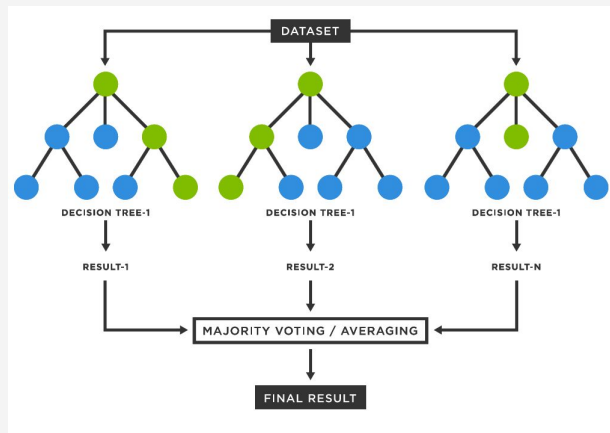 DATASET
DECISION TREE-1
DECISION TREE-1
DECISION TREE-1
RESULT-1
RESULT-2
RESULT-N
MAJORITY VOTING / AVERAGING
FINAL RESULT